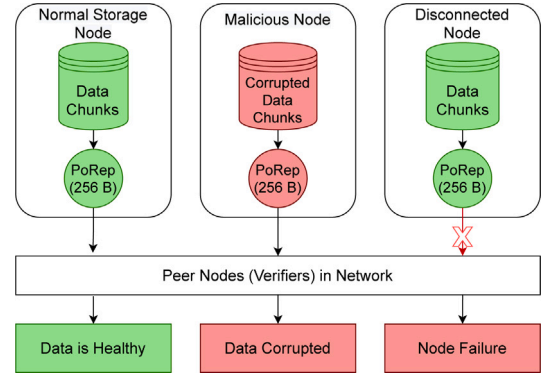 Normal Storage
Node
Data
Chunks
PoRep
(256 B)
Malicious Node
Corrupted
Data
Chunks
PoRep
(256 B)
Disconnected
Node
Data
Chunks
PoRep
(256 B)
Peer Nodes (Verifiers) in Network
Data is Healthy
Data Corrupted
Node Failure